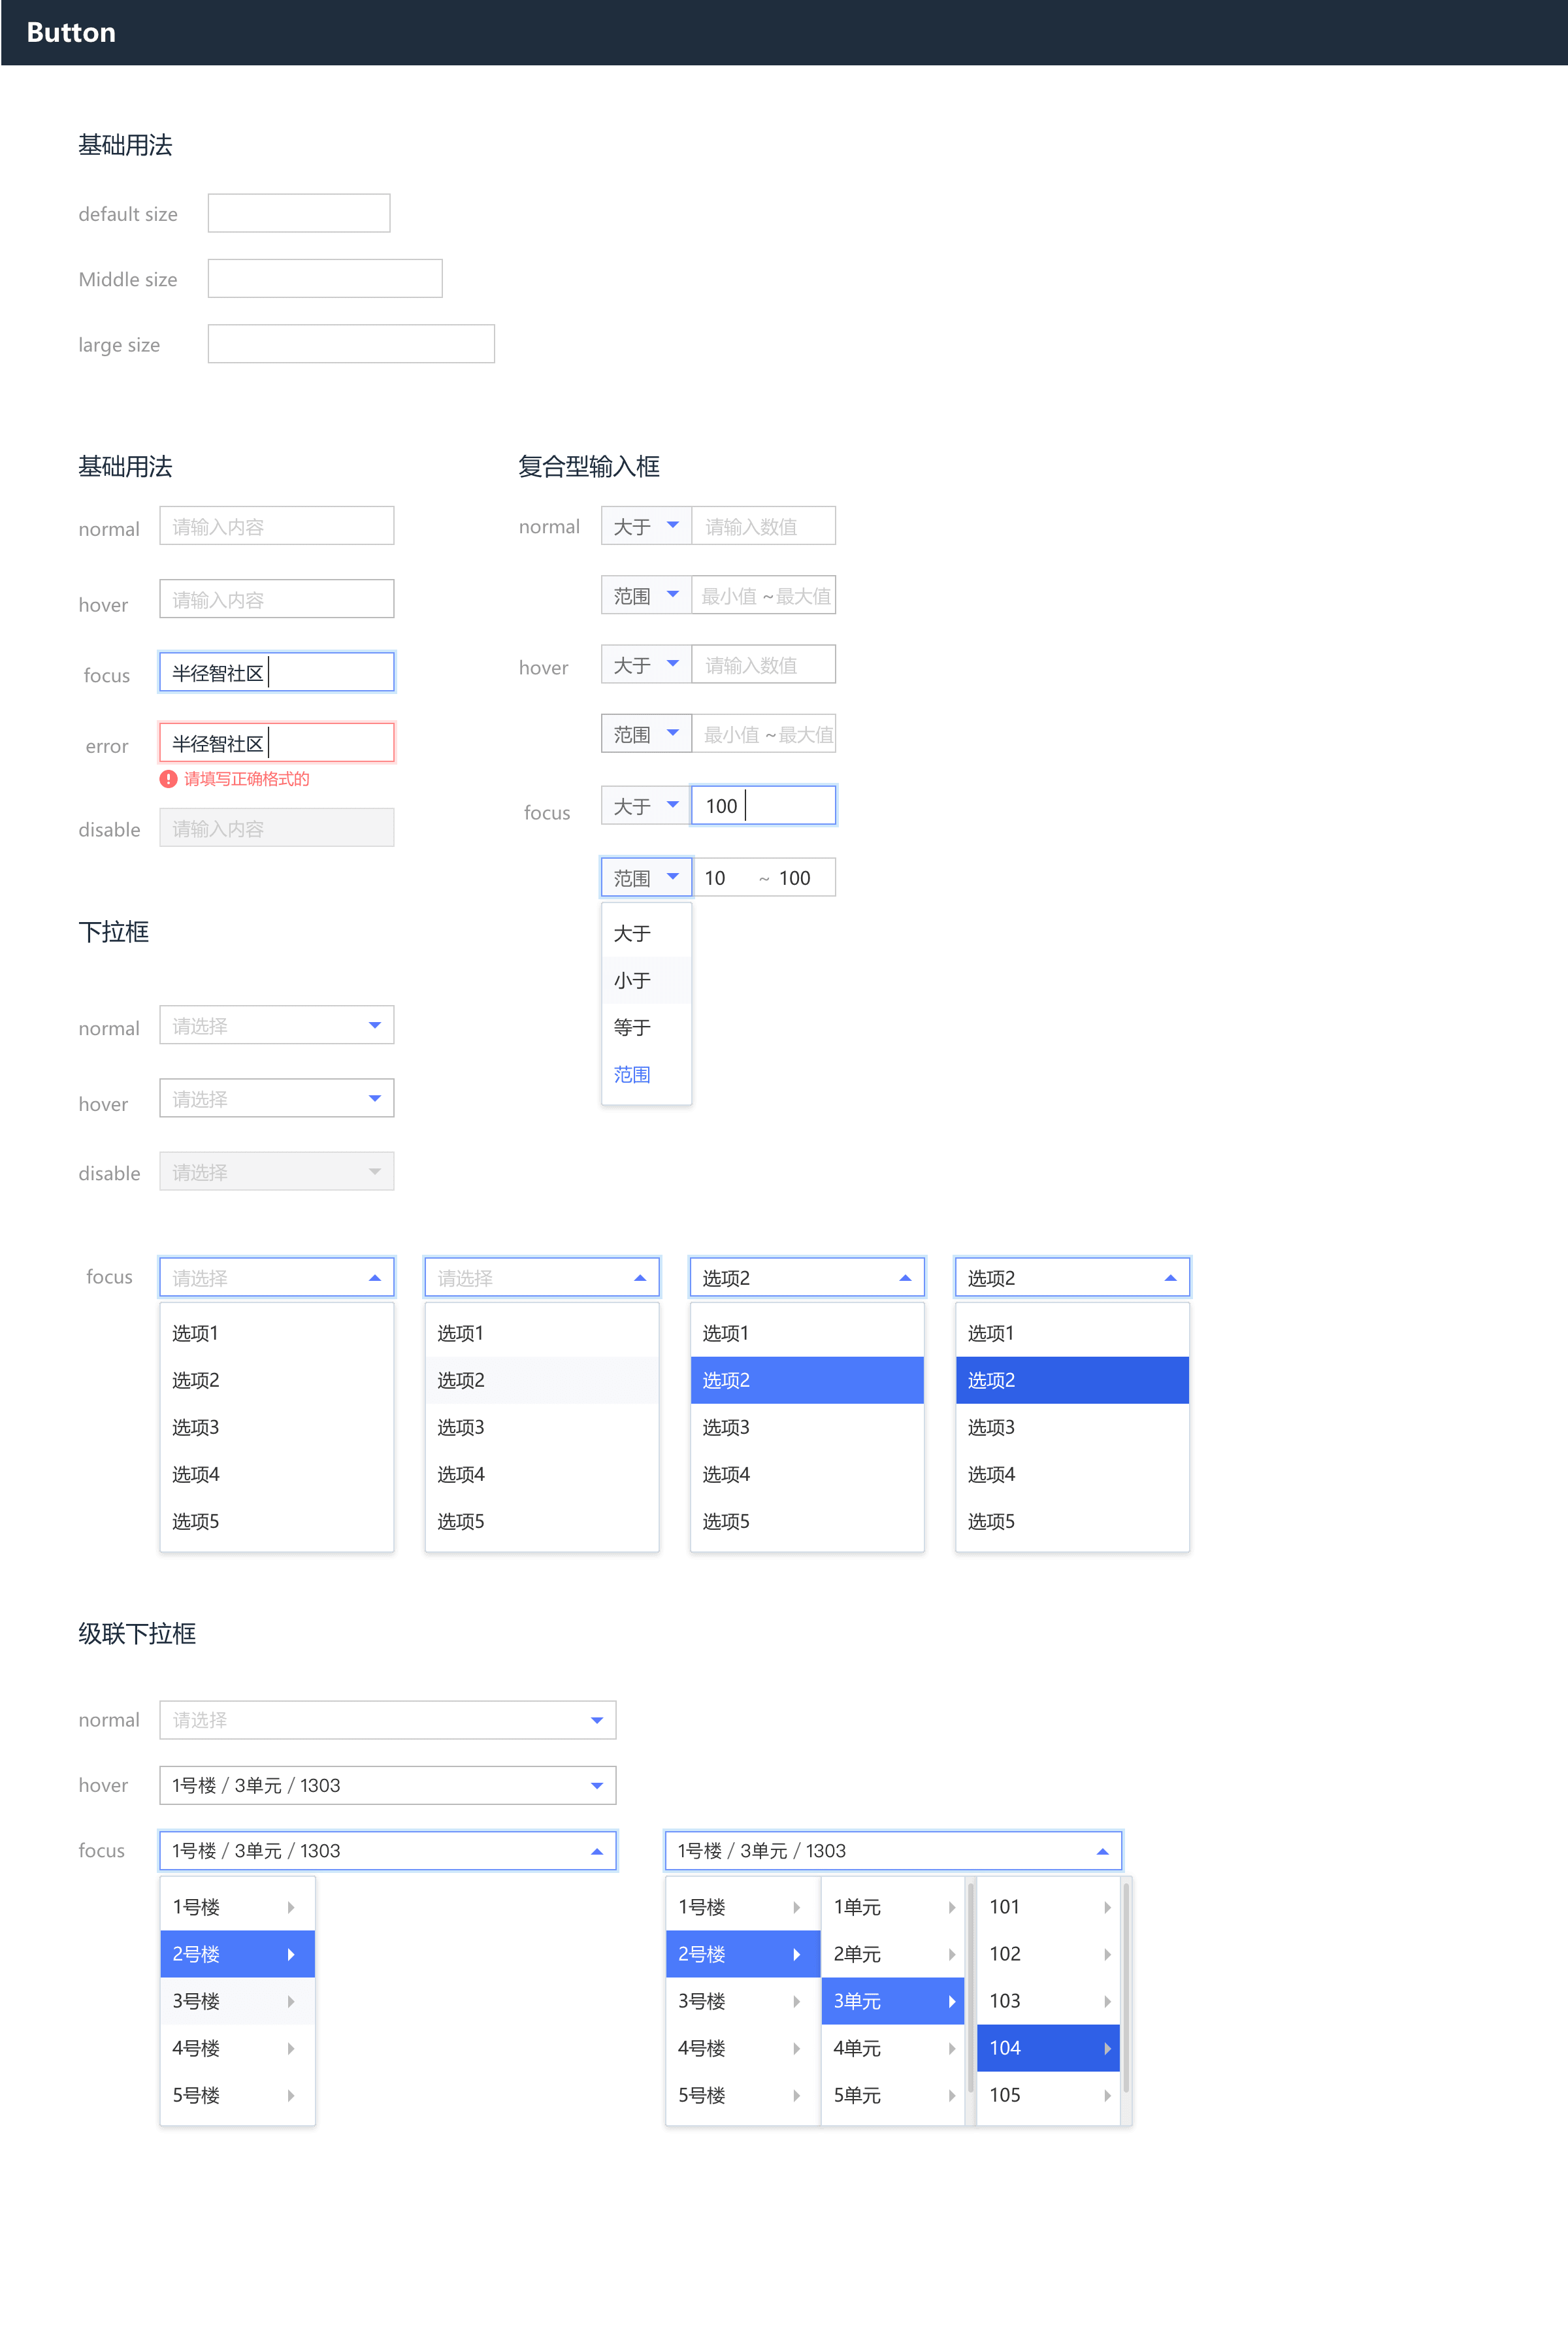 Button
基础用法
default size
Middle size
large size
基础用法
normal 请输入内容
hover 请输入内容
focus 半径智社区
error 半径智社区
请填写正确格式的
disable 请输入内容
复合型输入框
normal 大于 请输入数值
范围 最小值 ~最大值
hover 大于 请输入数值
范围 最小值 ~最大值
focus 大于 100
范围 10 ~ 100
大于
小于
等于
范围
下拉框
normal 请选择
hover 请选择
disable 请选择
focus 请选择 请选择 选项2 选项2
选项1 选项1 选项1 选项1
选项2 选项2 选项2 选项2
选项3 选项3 选项3 选项3
选项4 选项4 选项4 选项4
选项5 选项5 选项5 选项5
级联下拉框
normal 请选择
hover 1号楼 / 3单元 / 1303
focus 1号楼 / 3单元 / 1303 1号楼 / 3单元 / 1303
1号楼 1号楼 1单元 101
2号楼 2号楼 2单元 102
3号楼 3号楼 3单元 103
4号楼 4号楼 4单元 104
5号楼 5号楼 5单元 105